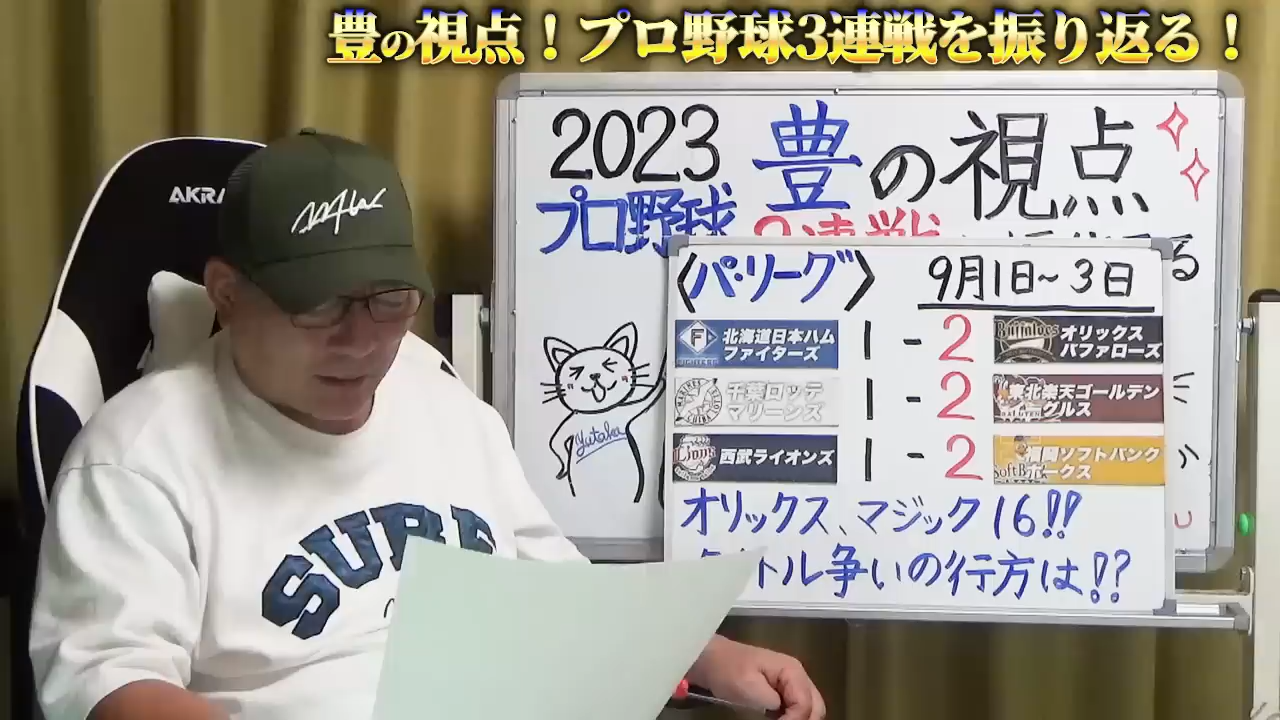 豊の視点!プロ野球3連戦を振り返る!
2023 豊の視点
プロ野球
AKRA
Yutaka
〈パ・リーグ〉 9月1日~3日
北海道日本ハム
ファイターズ
1-2
オリックス
バファローズ
千葉ロッテ
マリーンズ
1-2
東北楽天ゴールデン
グルス
西武ライオンズ
1-2
福岡ソフトバンク
ホークス
オリックス、マジック16!!
トル争いの行方は!?